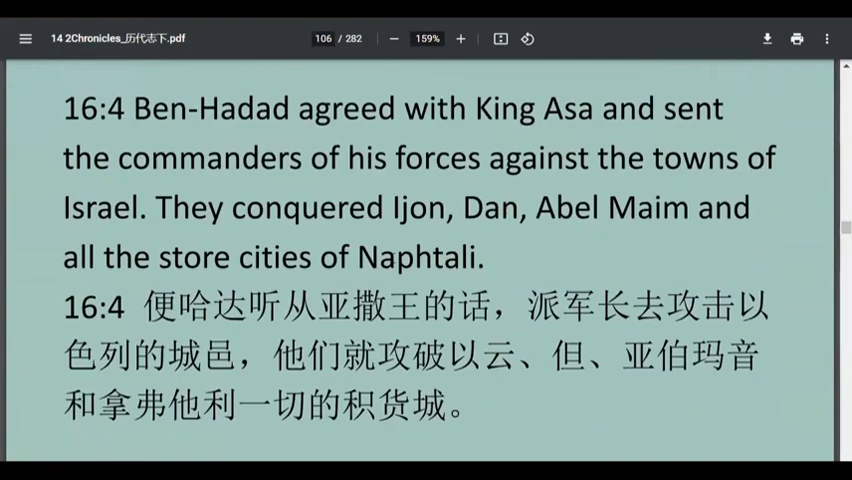 14 2Chronicles_历代志下.pdf
106 / 282
159%
16:4 Ben-Hadad agreed with King Asa and sent
the commanders of his forces against the towns of
Israel. They conquered Ijon, Dan, Abel Maim and
all the store cities of Naphtali.
16:4 便哈达听从亚撒王的话，派军长去攻击以
色列的城邑，他们就攻破以云、但、亚伯玛音
和拿弗他利一切的积货城。